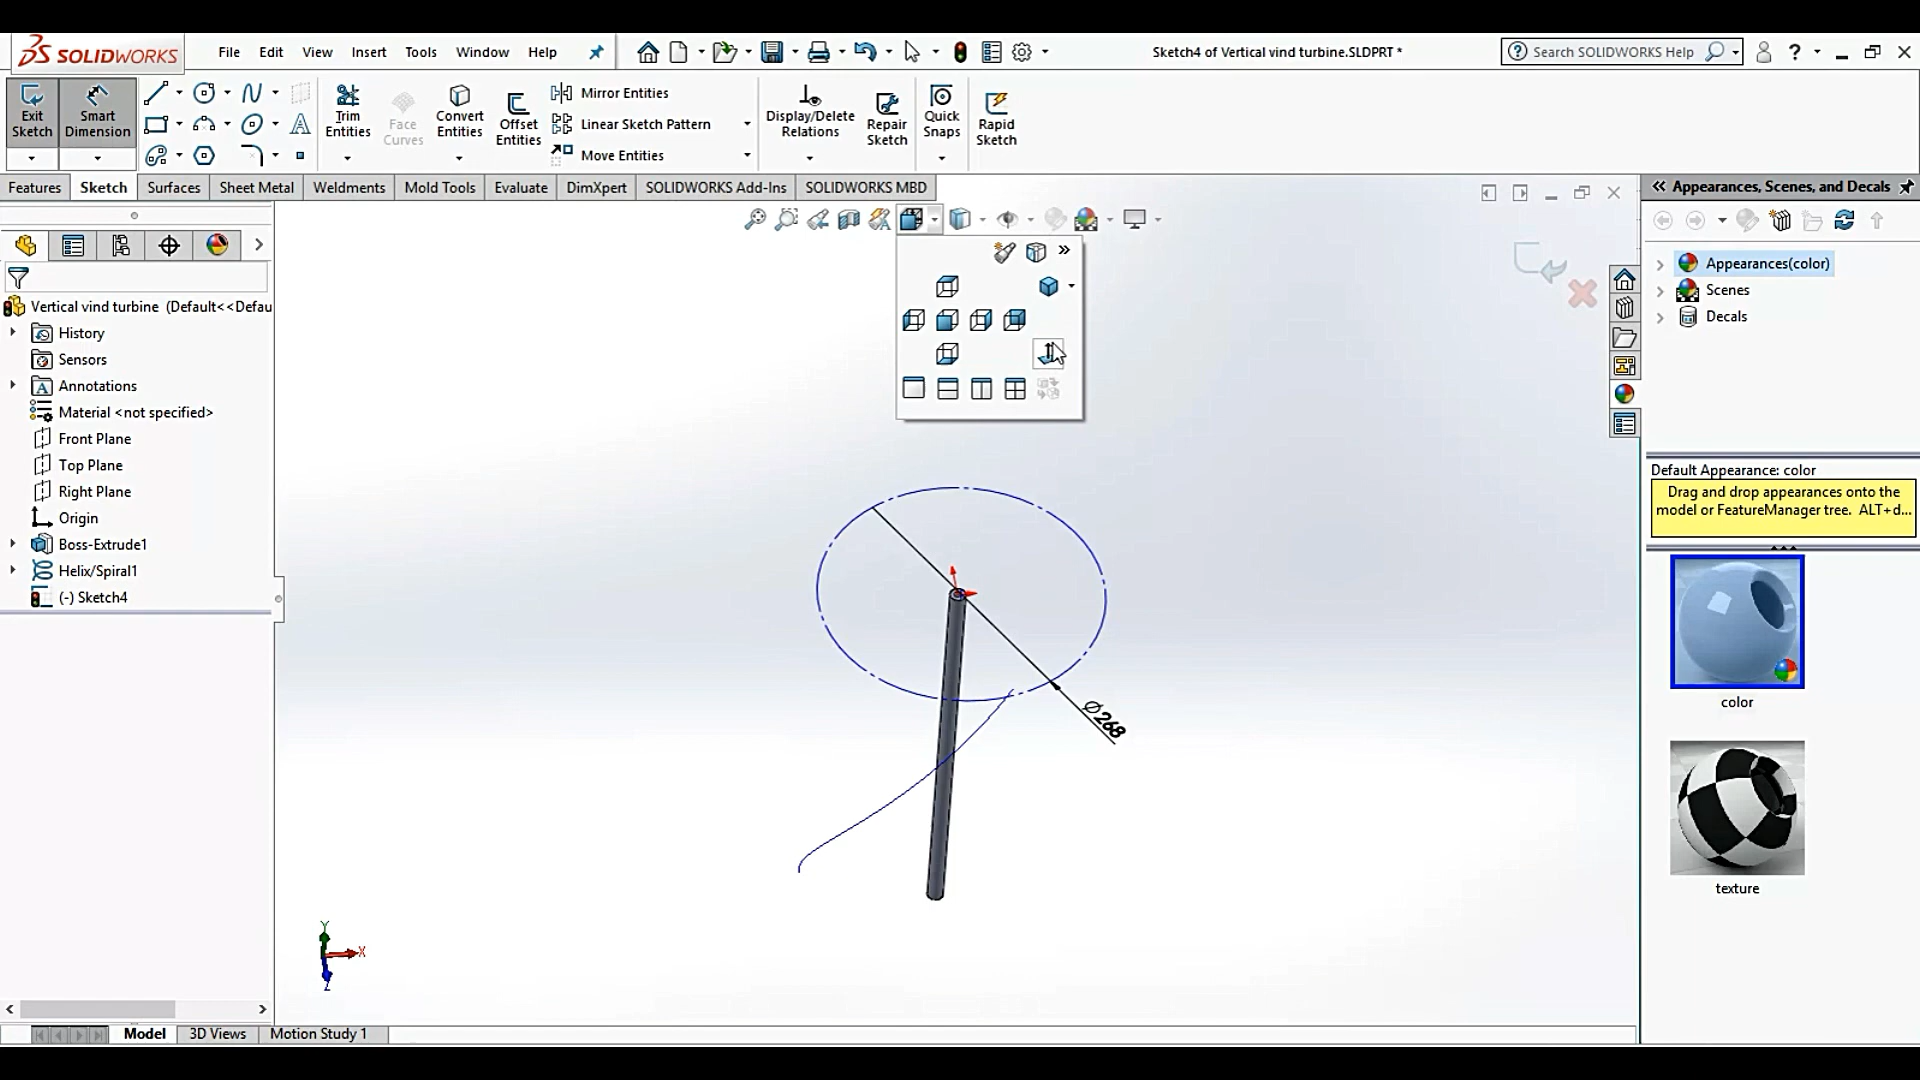 SOLIDWORKS
File Edit View Insert Tools Window Help
Sketch4 of Vertical vind turbine.SLDPRT *
Search SOLIDWORKS Help
Exit Sketch
Smart Dimension
Trim Entities
Face Curves
Convert Entities
Offset Entities
Mirror Entities
Linear Sketch Pattern
Move Entities
Display/Delete Relations
Repair Sketch
Quick Snaps
Rapid Sketch
Features Sketch Surfaces Sheet Metal Weldments Mold Tools Evaluate DimXpert SOLIDWORKS Add-Ins SOLIDWORKS MBD
Appearances, Scenes, and Decals
Appearances(color)
Scenes
Decals
Vertical vind turbine (Default<<Defau
History
Sensors
Annotations
Material <not specified>
Front Plane
Top Plane
Right Plane
Origin
Boss-Extrude1
Helix/Spiral1
(-) Sketch4
Ø268
Y
X
Z
Default Appearance: color
Drag and drop appearances onto the
model or FeatureManager tree. ALT+d...
color
texture
Model 3D Views Motion Study 1